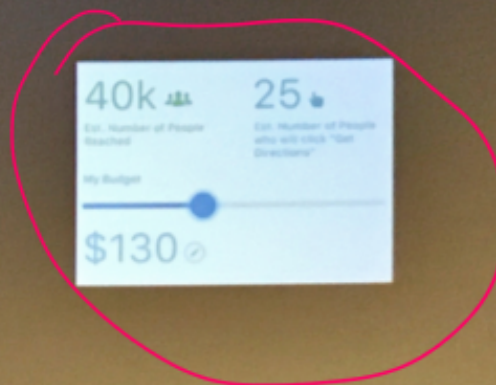 40k
25
Est. Number of People
Reached
Est. Number of People
who will click "Get
Directions"
My Budget
$130